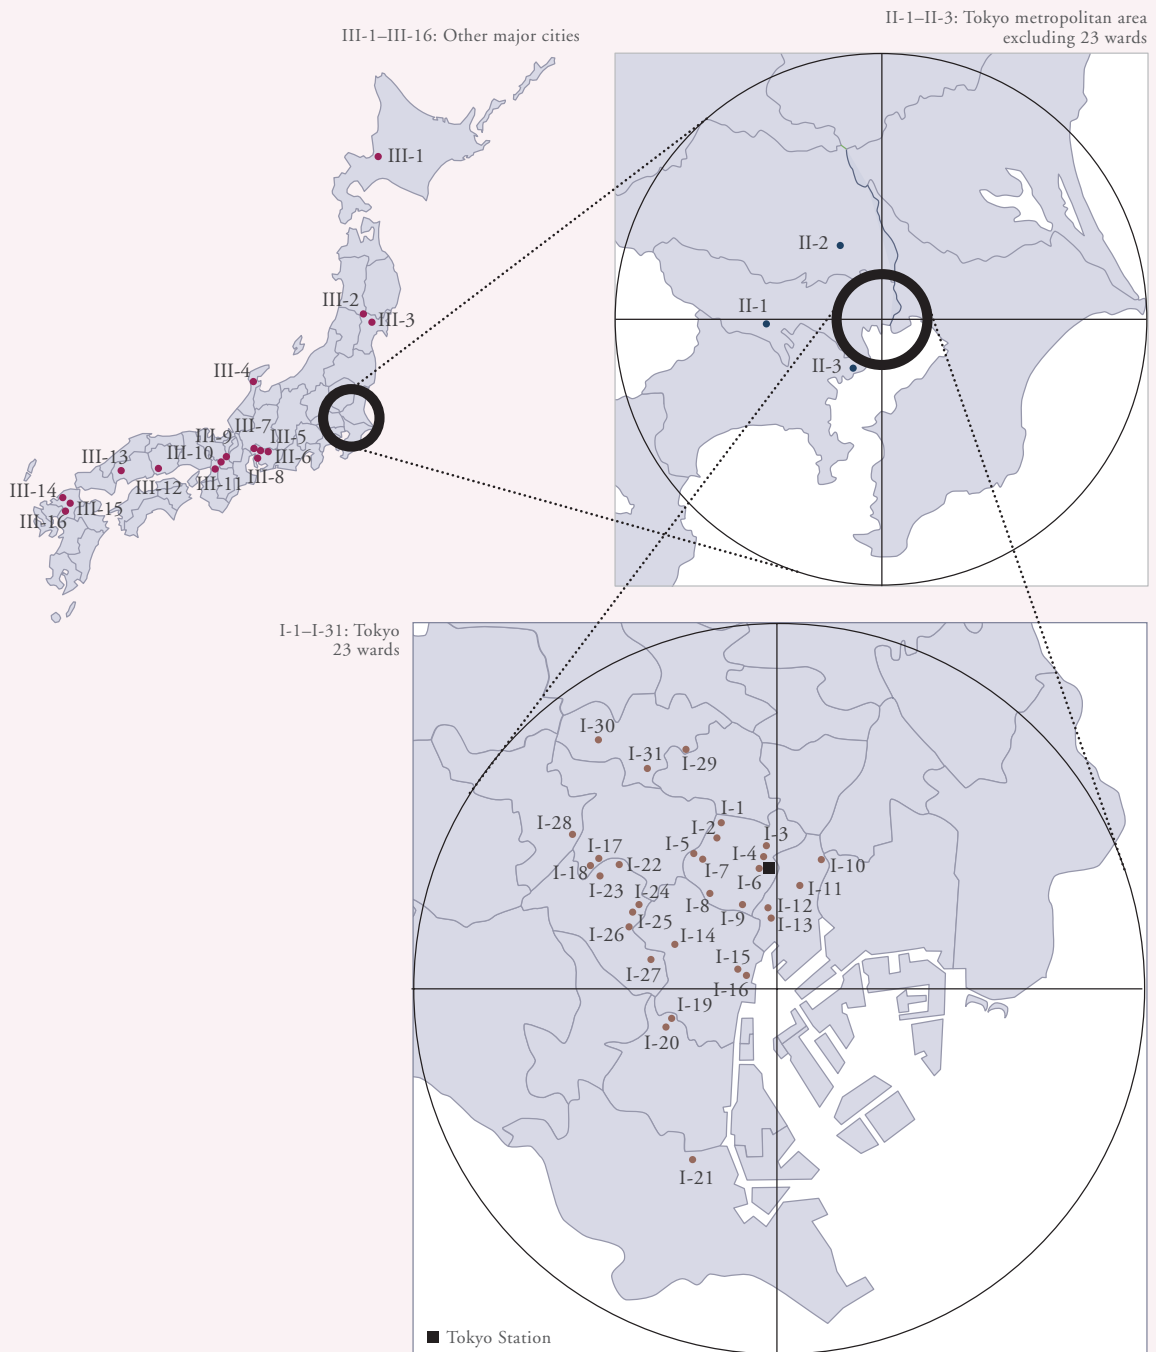 III-1–III-16: Other major cities
III-1
III-2
III-3
III-4
III-7
III-9
III-5
III-10
III-6
III-13
III-8
III-11
III-12
III-14
III-15
III-16
II-1–II-3: Tokyo metropolitan area
excluding 23 wards
II-2
II-1
II-3
I-1–I-31: Tokyo
23 wards
I-30
I-31
I-29
I-1
I-28
I-2
I-3
I-17
I-5
I-4
I-10
I-18
I-22
I-7
I-6
I-23
I-24
I-11
I-8
I-9
I-12
I-25
I-13
I-26
I-14
I-15
I-27
I-16
I-19
I-20
I-21
Tokyo Station